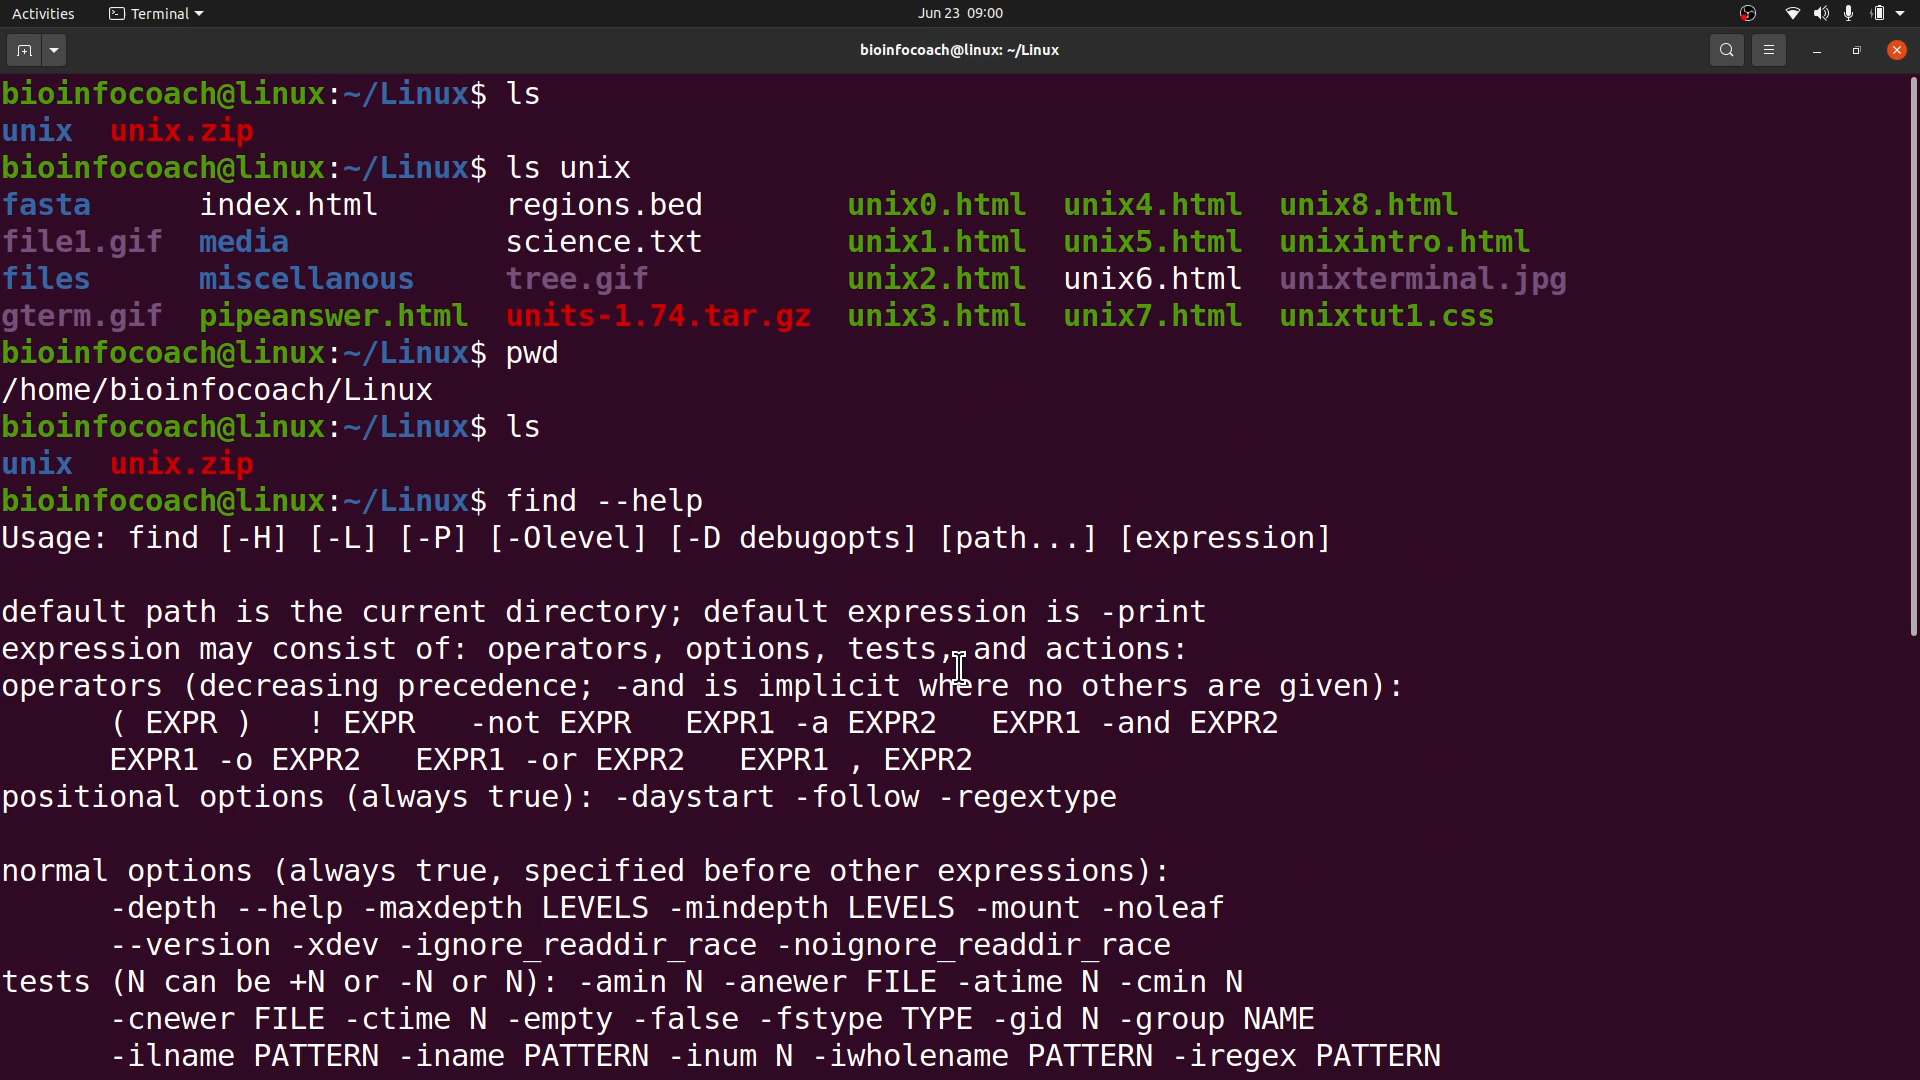 Activities Terminal Jun 23 09:00
bioinfocoach@linux: ~/Linux
bioinfocoach@linux:~/Linux$ ls
unix unix.zip
bioinfocoach@linux:~/Linux$ ls unix
fasta index.html regions.bed unix0.html unix4.html unix8.html
file1.gif media science.txt unix1.html unix5.html unixintro.html
files miscellanous tree.gif unix2.html unix6.html unixterminal.jpg
gterm.gif pipeanswer.html units-1.74.tar.gz unix3.html unix7.html unixtut1.css
bioinfocoach@linux:~/Linux$ pwd
/home/bioinfocoach/Linux
bioinfocoach@linux:~/Linux$ ls
unix unix.zip
bioinfocoach@linux:~/Linux$ find --help
Usage: find [-H] [-L] [-P] [-Olevel] [-D debugopts] [path...] [expression]
default path is the current directory; default expression is -print
expression may consist of: operators, options, tests, and actions:
operators (decreasing precedence; -and is implicit where no others are given):
( EXPR ) ! EXPR -not EXPR EXPR1 -a EXPR2 EXPR1 -and EXPR2
EXPR1 -o EXPR2 EXPR1 -or EXPR2 EXPR1 , EXPR2
positional options (always true): -daystart -follow -regextype
normal options (always true, specified before other expressions):
-depth --help -maxdepth LEVELS -mindepth LEVELS -mount -noleaf
--version -xdev -ignore_readdir_race -noignore_readdir_race
tests (N can be +N or -N or N): -amin N -anewer FILE -atime N -cmin N
-cnewer FILE -ctime N -empty -false -fstype TYPE -gid N -group NAME
-ilname PATTERN -iname PATTERN -inum N -iwholename PATTERN -iregex PATTERN